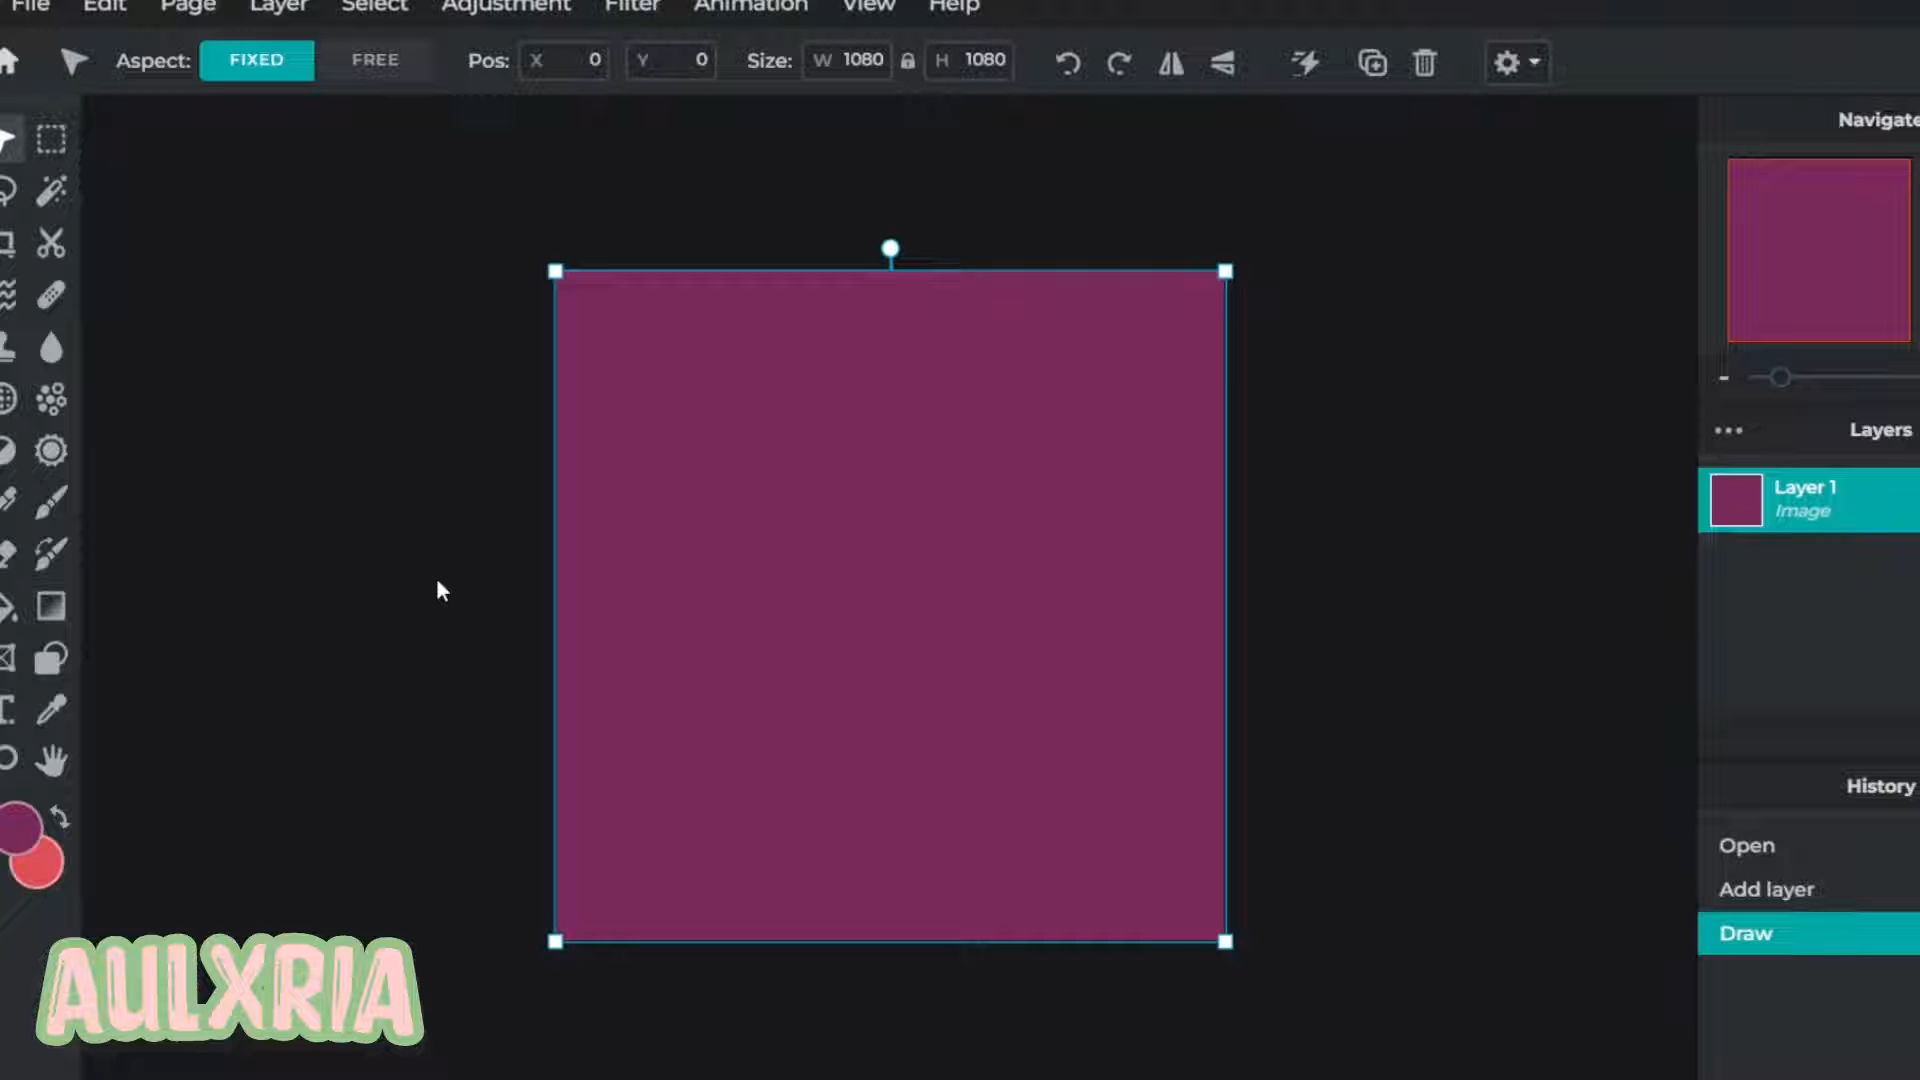 File Edit Page Layer Select Adjustment Filter Animation View Help
Aspect: FIXED FREE Pos: X 0 Y 0 Size: W 1080 H 1080
Navigate
Layers
Layer 1
Image
History
Open
Add layer
Draw
AULXRIA